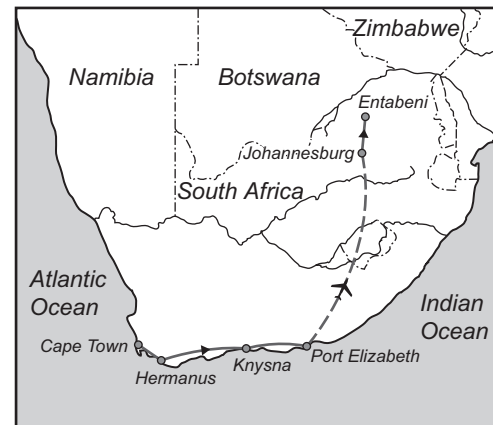 Zimbabwe
Namibia
Botswana
Entabeni
Johannesburg
South Africa
Atlantic
Ocean
Indian
Ocean
Cape Town
Port Elizabeth
Knysna
Hermanus